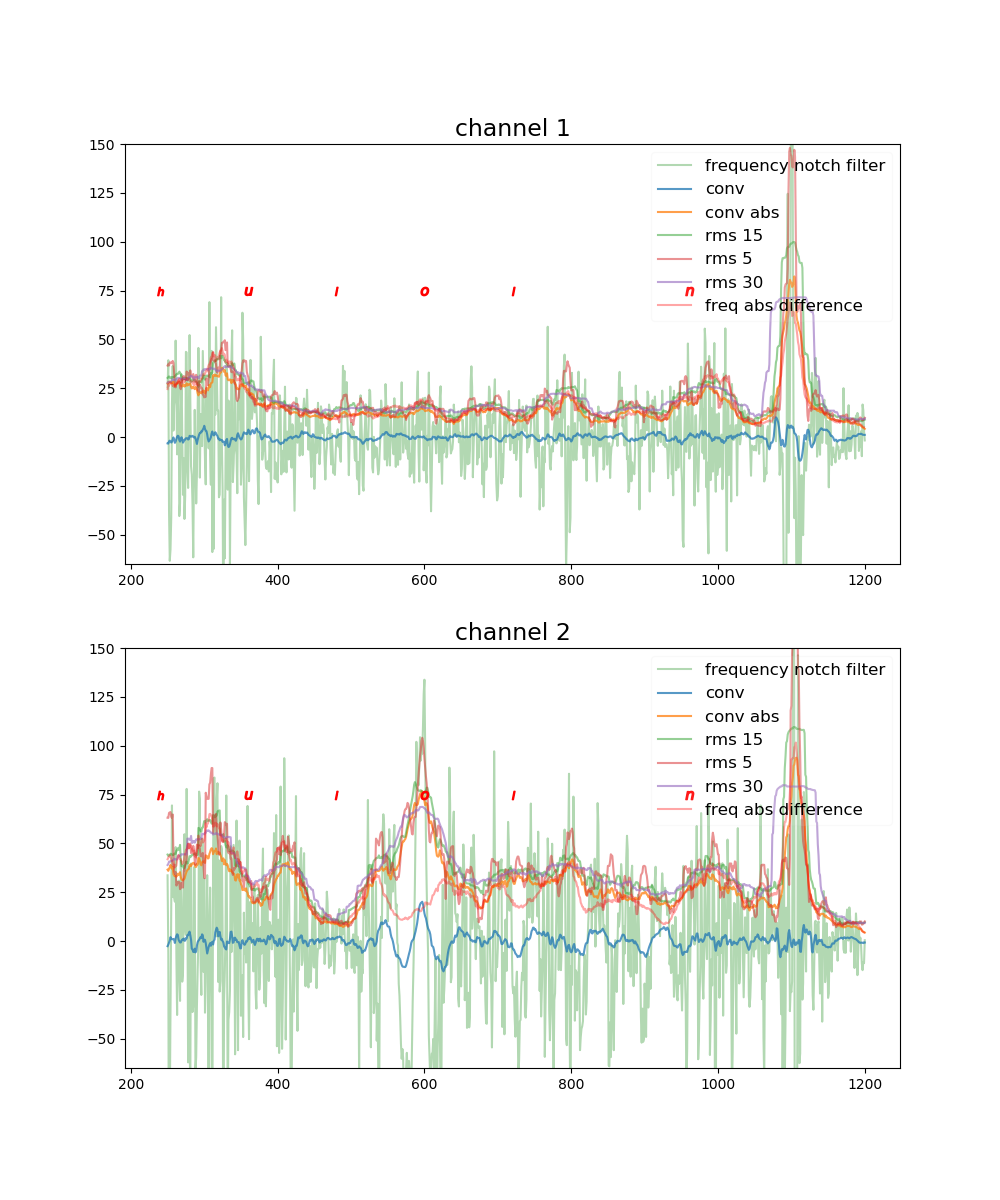 channel 1
150
125
100
75
50
25
0
−25
−50
200 400 600 800 1000 1200
h u l o l n
frequency notch filter
conv
conv abs
rms 15
rms 5
rms 30
freq abs difference
channel 2
150
125
100
75
50
25
0
−25
−50
200 400 600 800 1000 1200
h u l o l n
frequency notch filter
conv
conv abs
rms 15
rms 5
rms 30
freq abs difference